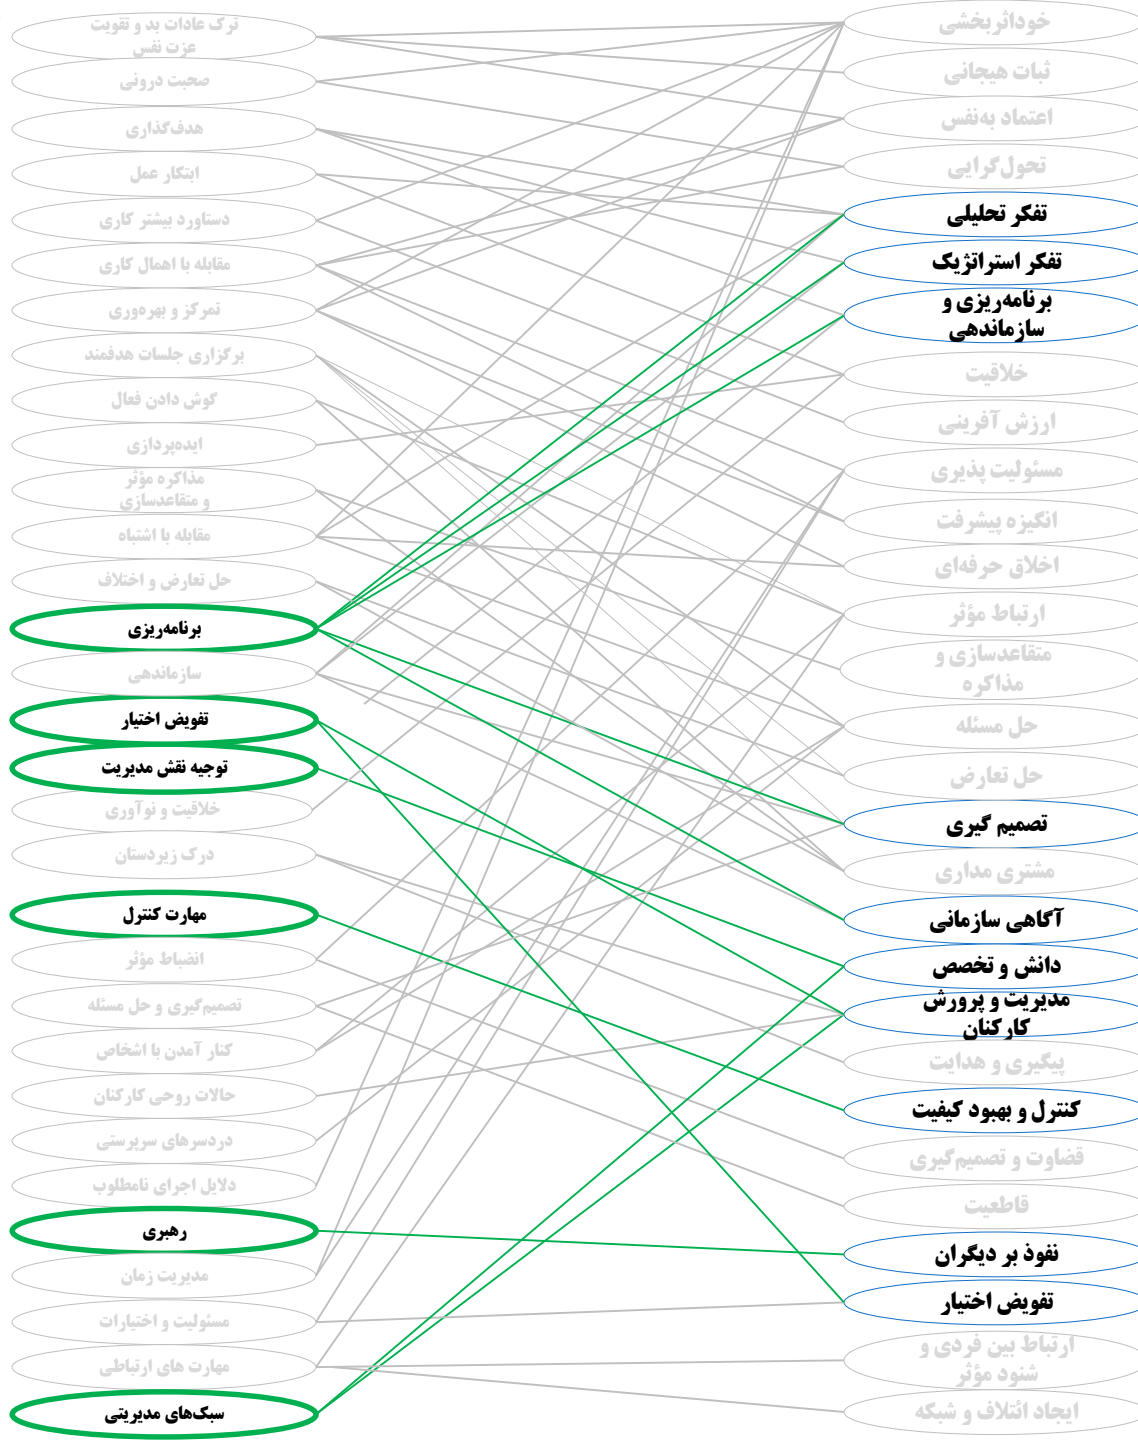 خوداثربخشی
ثبات هیجانی
اعتماد به‌نفس
تحول‌گرایی
تفکر تحلیلی
تفکر استراتژیک
برنامه‌ریزی و
سازماندهی
خلاقیت
ارزش آفرینی
مسئولیت پذیری
انگیزه پیشرفت
اخلاق حرفه‌ای
ارتباط مؤثر
متقاعدسازی و
مذاکره
حل مسئله
حل تعارض
تصمیم گیری
مشتری مداری
آگاهی سازمانی
دانش و تخصص
مدیریت و پرورش
کارکنان
پیگیری و هدایت
کنترل و بهبود کیفیت
قضاوت و تصمیم‌گیری
قاطعیت
نفوذ بر دیگران
تفویض اختیار
ارتباط بین فردی و
شنود مؤثر
ایجاد ائتلاف و شبکه
ترک عادات بد و تقویت
عزت نفس
صحبت درونی
هدف‌گذاری
ابتکار عمل
دستاورد بیشتر کاری
مقابله با اهمال کاری
تمرکز و بهره‌وری
برگزاری جلسات هدفمند
گوش دادن فعال
ایده‌پردازی
مذاکره مؤثر
و متقاعدسازی
مقابله با اشتباه
حل تعارض و اختلاف
برنامه‌ریزی
سازماندهی
تفویض اختیار
توجیه نقش مدیریت
خلاقیت و نوآوری
درک زیردستان
مهارت کنترل
انضباط مؤثر
تصمیم‌گیری و حل مسئله
کنار آمدن با اشخاص
حالات روحی کارکنان
دردسرهای سرپرستی
دلایل اجرای نامطلوب
رهبری
مدیریت زمان
مسئولیت و اختیارات
مهارت های ارتباطی
سبک‌های مدیریتی